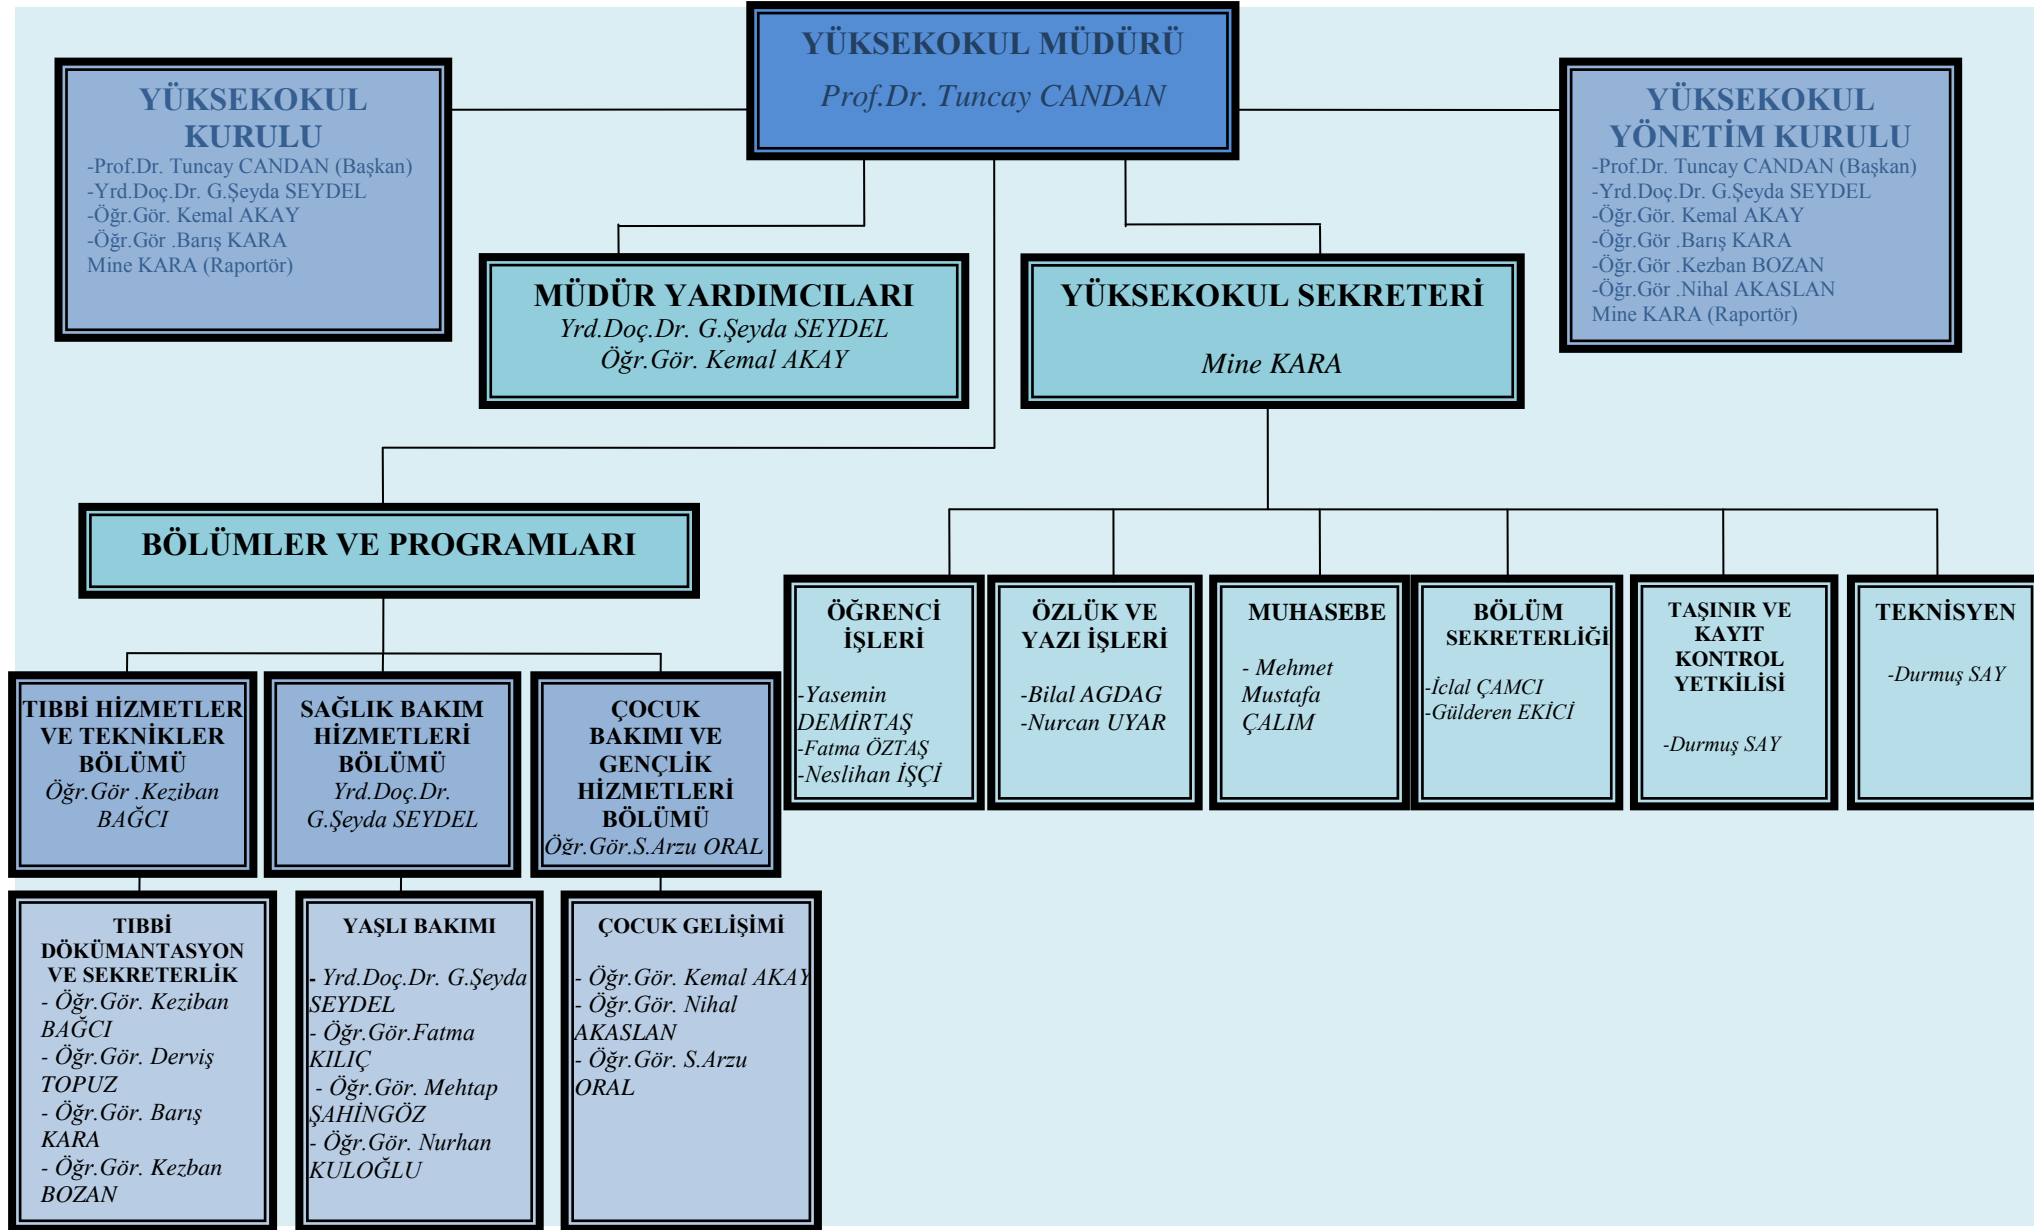 YÜKSEKOKUL MÜDÜRÜ
Prof.Dr. Tuncay CANDAN
YÜKSEKOKUL
KURULU
-Prof.Dr. Tuncay CANDAN (Başkan)
-Yrd.Doç.Dr. G.Şeyda SEYDEL
-Öğr.Gör. Kemal AKAY
-Öğr.Gör .Barış KARA
Mine KARA (Raportör)
YÜKSEKOKUL
YÖNETİM KURULU
-Prof.Dr. Tuncay CANDAN (Başkan)
-Yrd.Doç.Dr. G.Şeyda SEYDEL
-Öğr.Gör. Kemal AKAY
-Öğr.Gör .Barış KARA
-Öğr.Gör .Kezban BOZAN
-Öğr.Gör .Nihal AKASLAN
Mine KARA (Raportör)
MÜDÜR YARDIMCILARI
Yrd.Doç.Dr. G.Şeyda SEYDEL
Öğr.Gör. Kemal AKAY
YÜKSEKOKUL SEKRETERİ
Mine KARA
BÖLÜMLER VE PROGRAMLARI
ÖĞRENCİ
İŞLERİ
-Yasemin
DEMİRTAŞ
-Fatma ÖZTAŞ
-Neslihan İŞÇİ
ÖZLÜK VE
YAZI İŞLERİ
-Bilal AGDAG
-Nurcan UYAR
MUHASEBE
- Mehmet
Mustafa
ÇALIM
BÖLÜM
SEKRETERLİĞİ
-İclal ÇAMCI
-Gülderen EKİCİ
TAŞINIR VE
KAYIT
KONTROL
YETKİLİSİ
-Durmuş SAY
TEKNİSYEN
-Durmuş SAY
TIBBİ HİZMETLER
VE TEKNİKLER
BÖLÜMÜ
Öğr.Gör .Keziban
BAĞCI
SAĞLIK BAKIM
HİZMETLERİ
BÖLÜMÜ
Yrd.Doç.Dr.
G.Şeyda SEYDEL
ÇOCUK
BAKIMI VE
GENÇLİK
HİZMETLERİ
BÖLÜMÜ
Öğr.Gör.S.Arzu ORAL
TIBBİ
DÖKÜMANTASYON
VE SEKRETERLİK
- Öğr.Gör. Keziban
BAĞCI
- Öğr.Gör. Derviş
TOPUZ
- Öğr.Gör. Barış
KARA
- Öğr.Gör. Kezban
BOZAN
YAŞLI BAKIMI
- Yrd.Doç.Dr. G.Şeyda
SEYDEL
- Öğr.Gör.Fatma
KILIÇ
- Öğr.Gör. Mehtap
ŞAHİNGÖZ
- Öğr.Gör. Nurhan
KULOĞLU
ÇOCUK GELİŞİMİ
- Öğr.Gör. Kemal AKAY
- Öğr.Gör. Nihal
AKASLAN
- Öğr.Gör. S.Arzu
ORAL